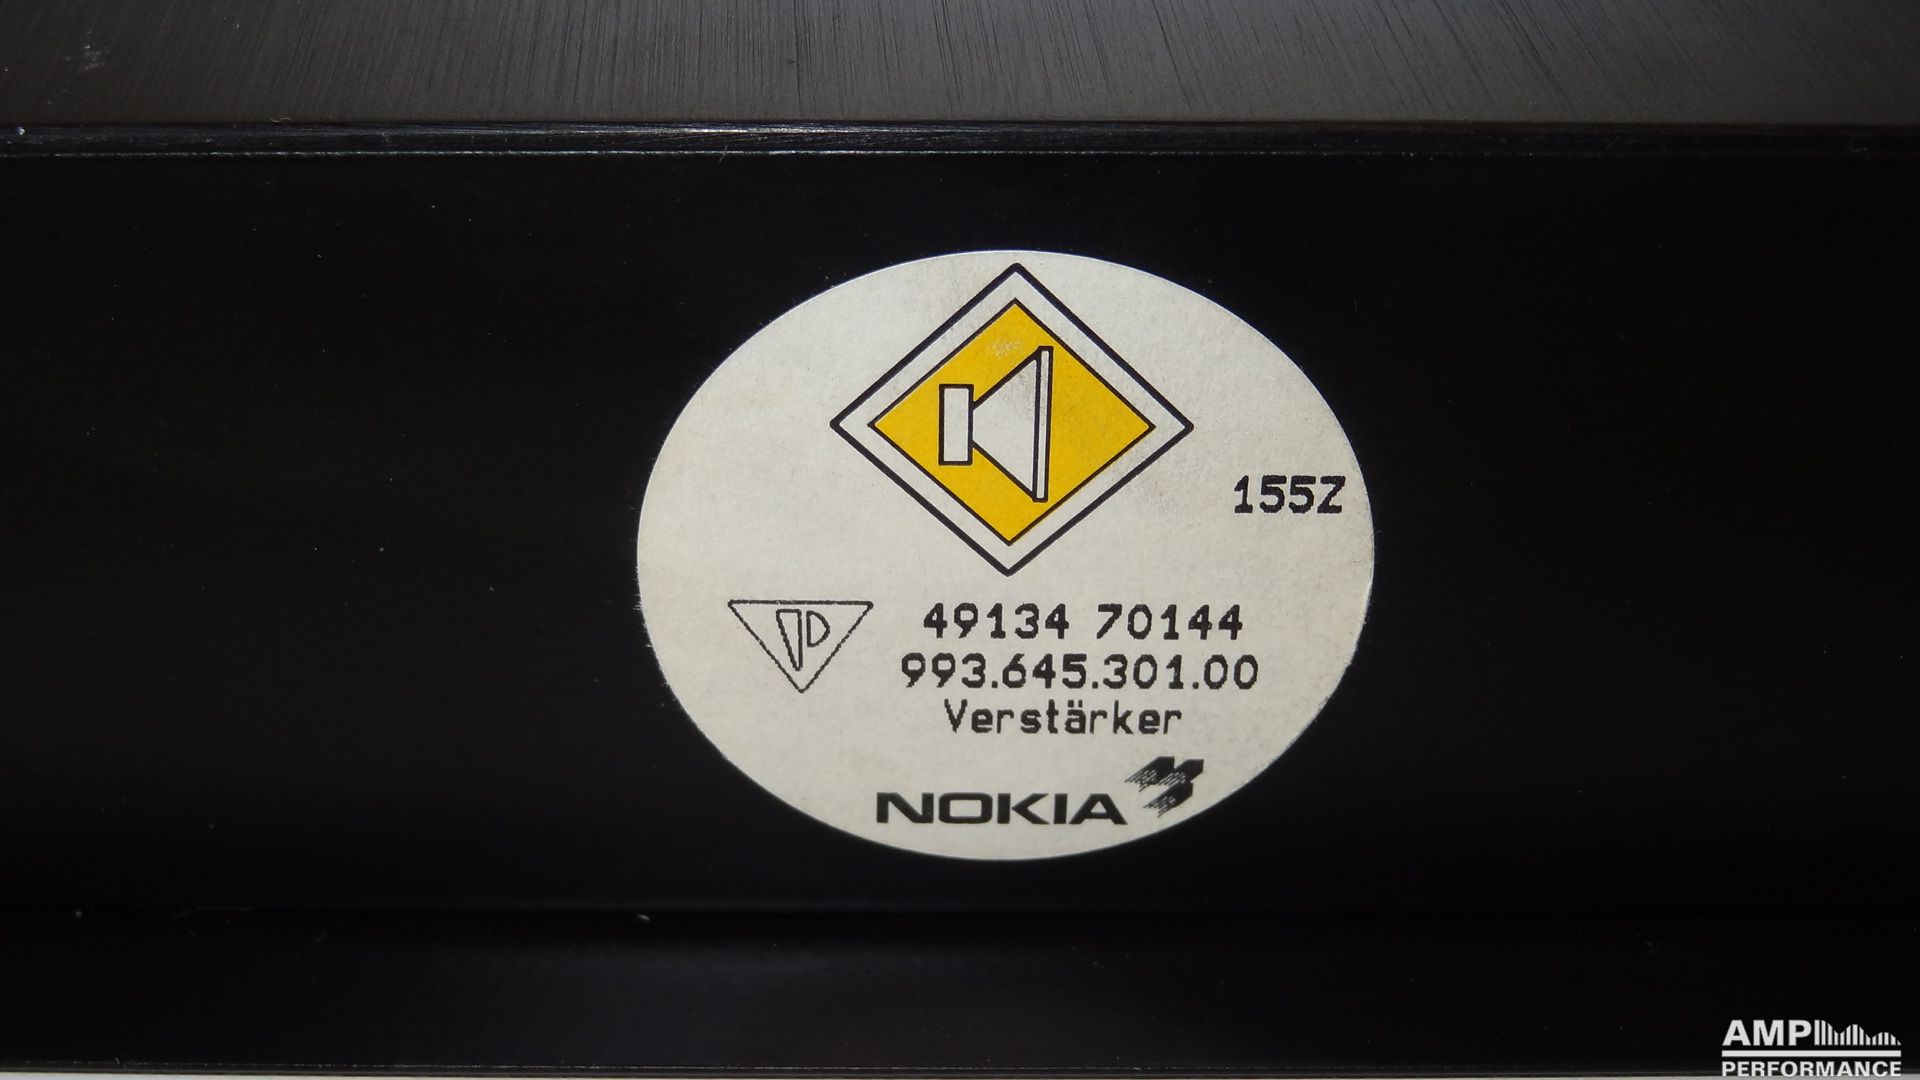 155Z
49134 70144
993.645.301.00
Verstärker
NOKIA
AMP
PERFORMANCE